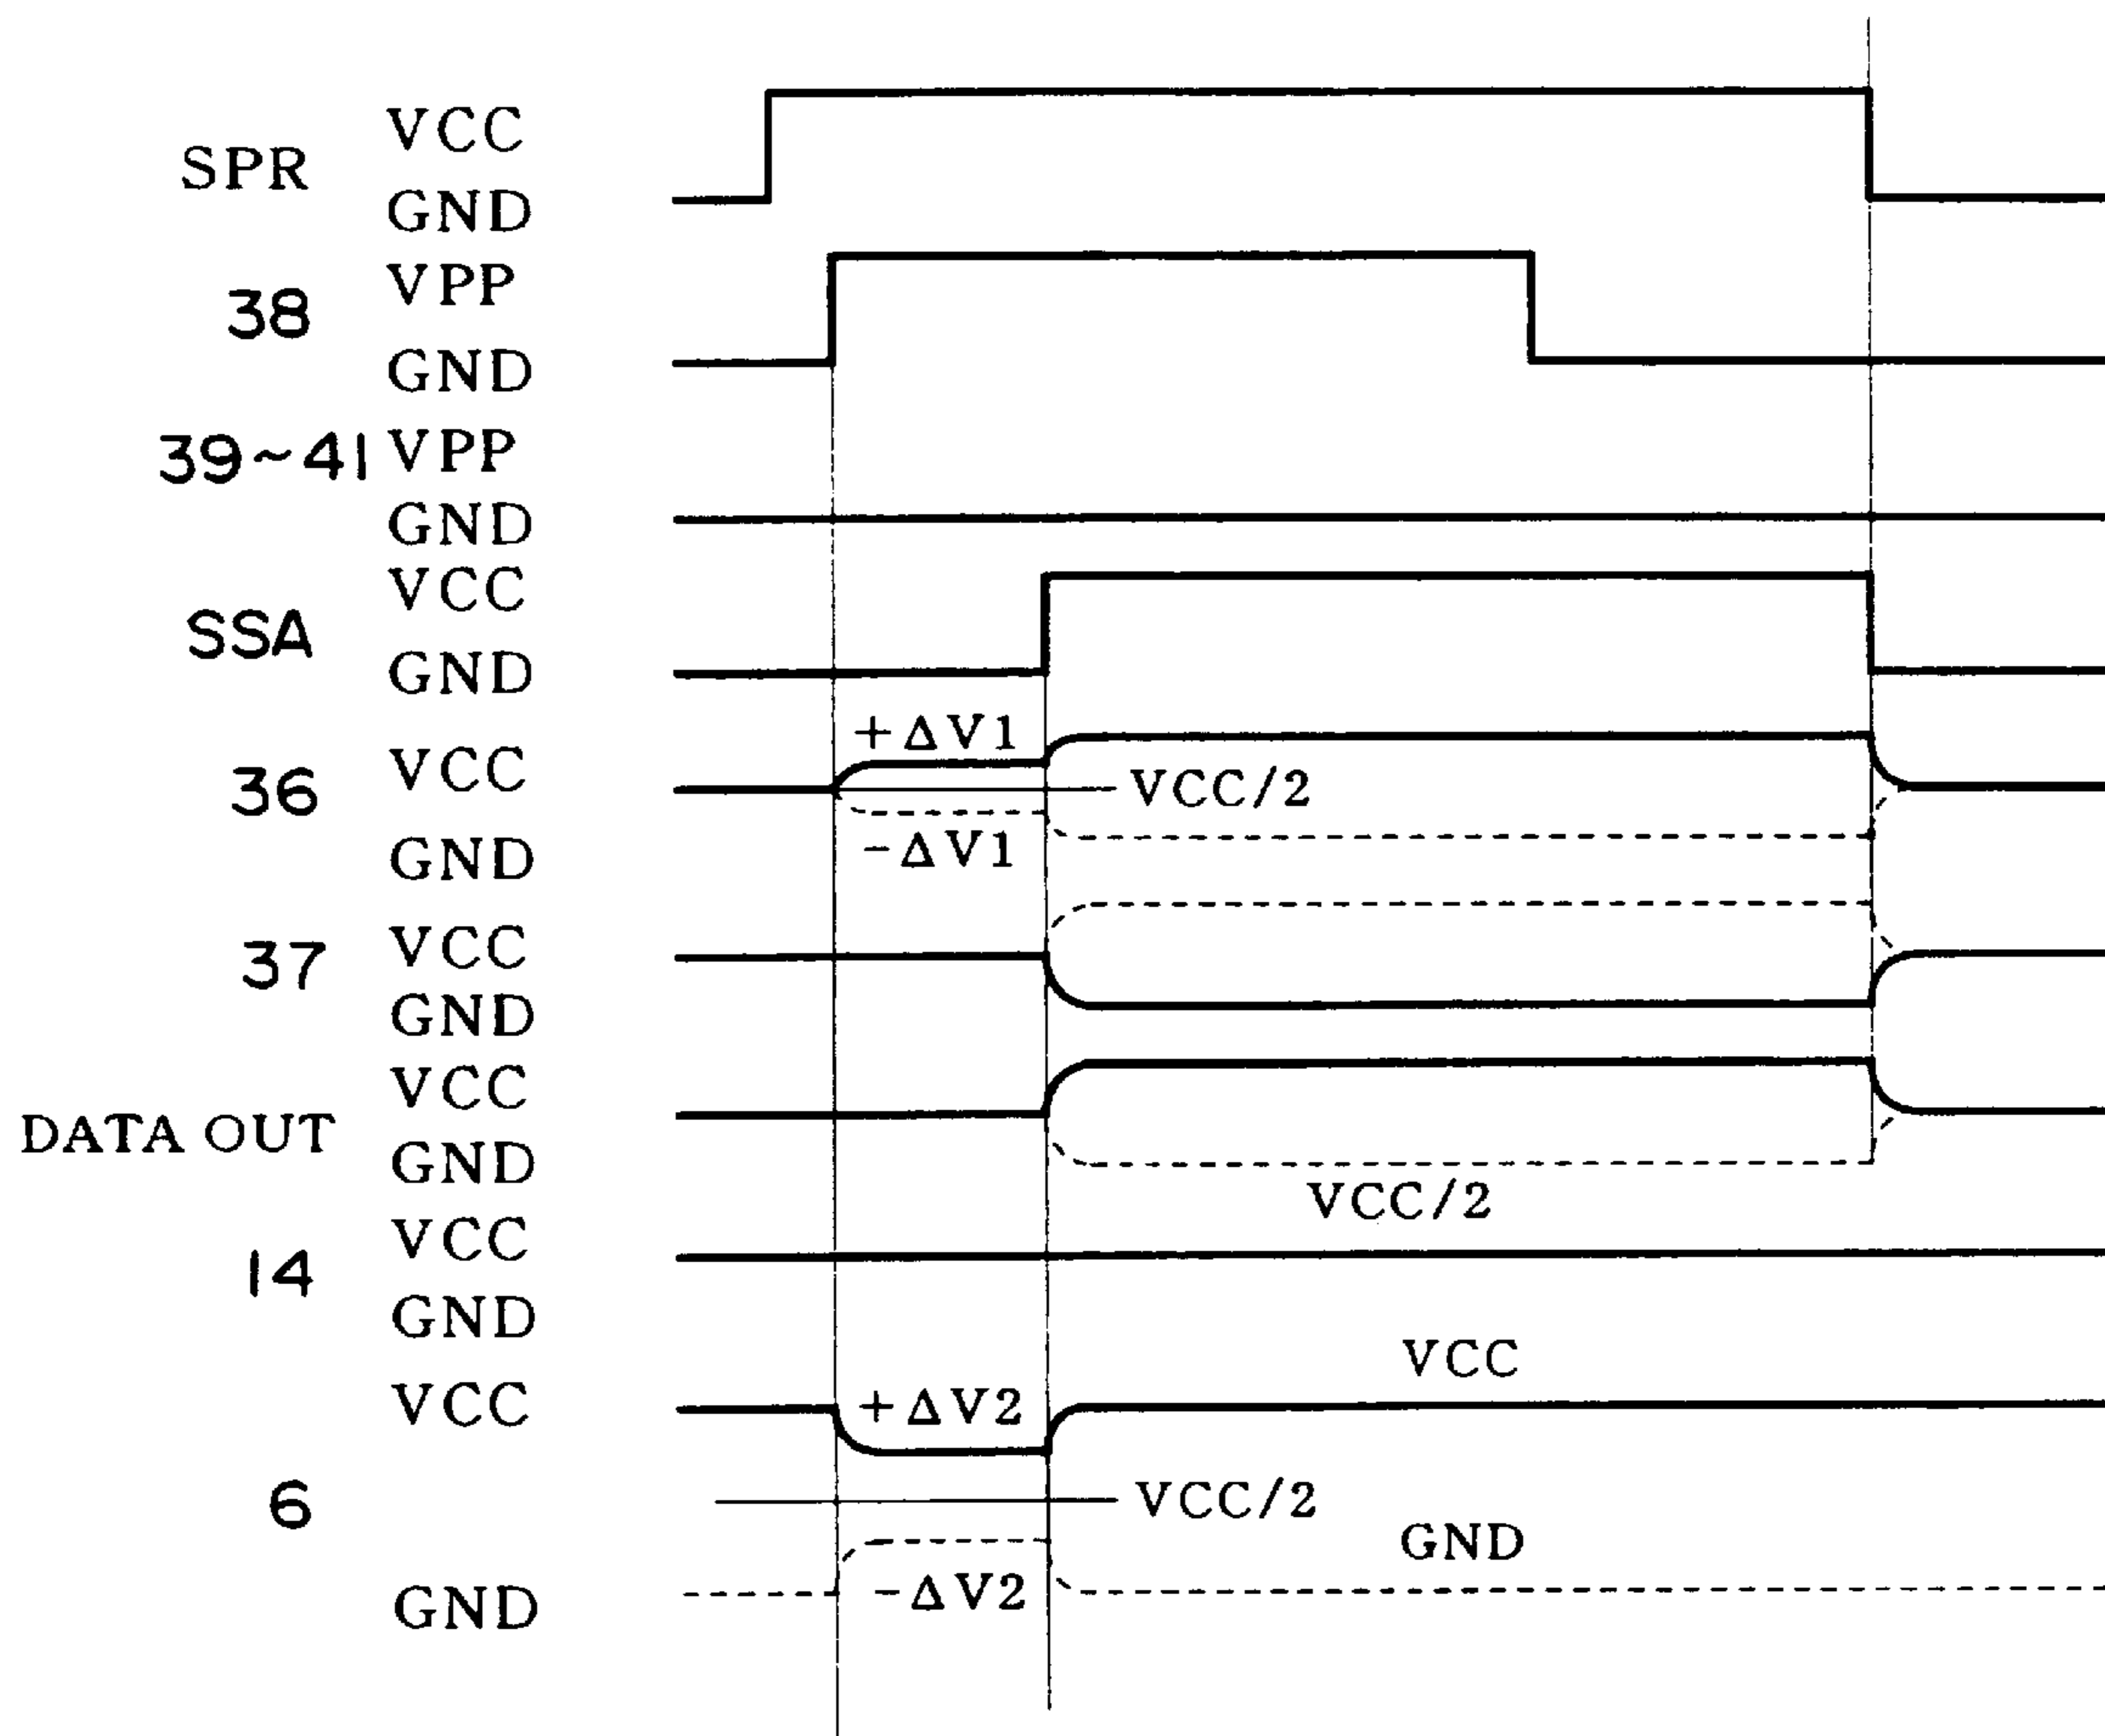 VCC
SPR
GND
VPP
38
GND
39~41 VPP
GND
VCC
SSA
GND
+ΔV1
VCC
36
VCC/2
-ΔV1
GND
VCC
37
GND
VCC
DATA OUT
GND
VCC/2
VCC
14
GND
VCC
VCC +ΔV2
6
VCC/2
GND
GND -ΔV2